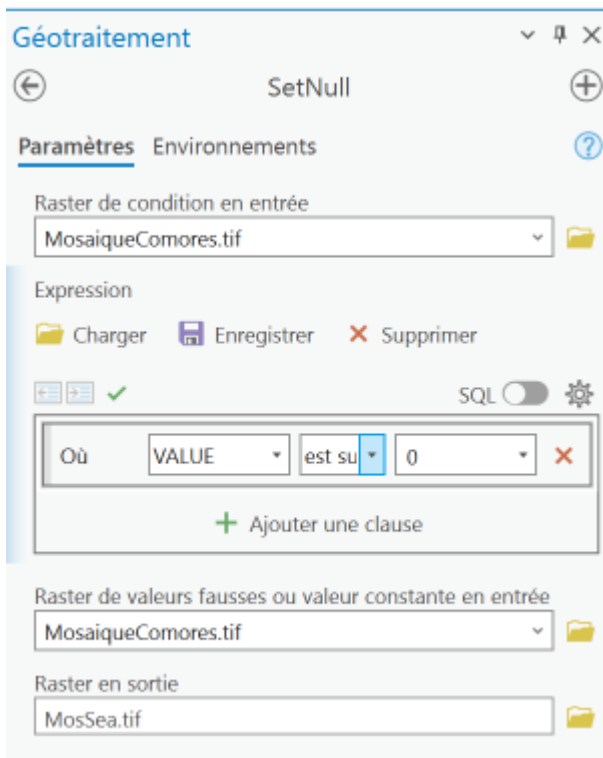 Géotraitement
SetNull
Paramètres Environnements
Raster de condition en entrée
MosaiqueComores.tif
Expression
Charger Enregistrer Supprimer
SQL
Où VALUE est su 0
Ajouter une clause
Raster de valeurs fausses ou valeur constante en entrée
MosaiqueComores.tif
Raster en sortie
MosSea.tif